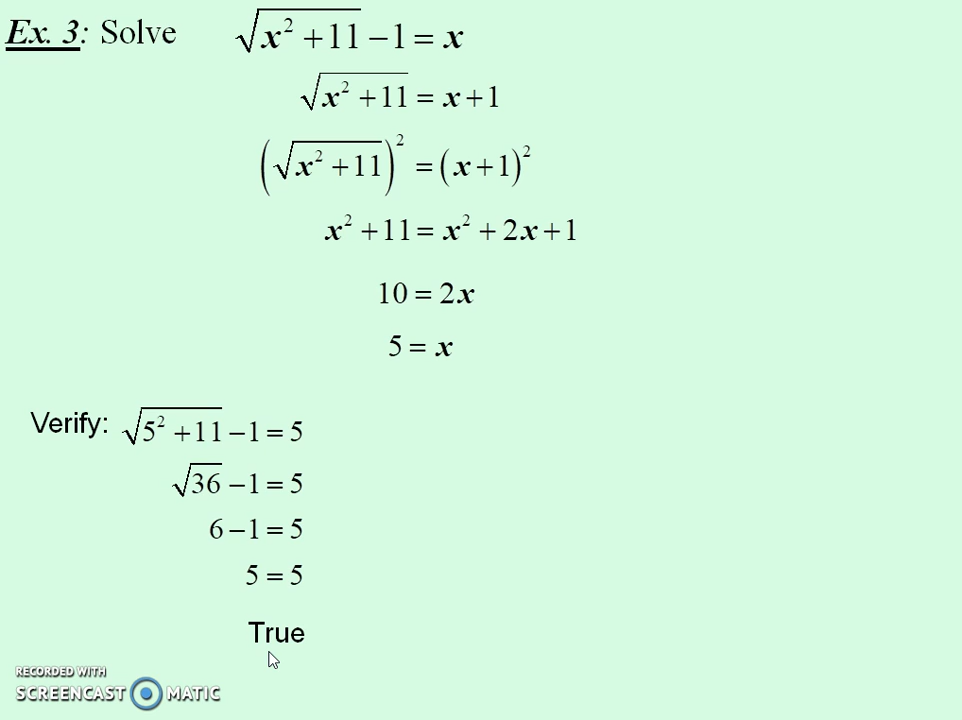 Ex. 3: Solve √(x² + 11) − 1 = x
√(x² + 11) = x + 1
(√(x² + 11))² = (x + 1)²
x² + 11 = x² + 2x + 1
10 = 2x
5 = x
Verify: √(5² + 11) − 1 = 5
√36 − 1 = 5
6 − 1 = 5
5 = 5
True
RECORDED WITH
SCREENCAST MATIC